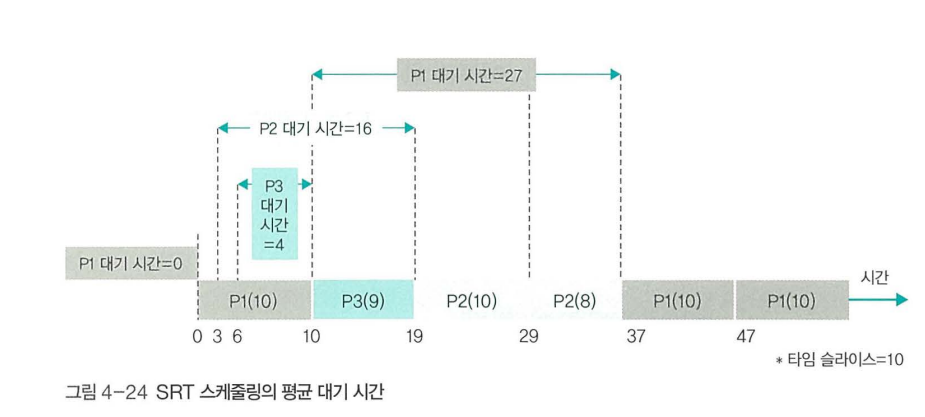 P1 대기 시간=27
P2 대기 시간=16
P3
대기
시간
=4
P1 대기 시간=0
시간
P1(10) P3(9) P2(10) P2(8) P1(10) P1(10)
0 3 6 10 19 29 37 47
* 타임 슬라이스=10
그림 4-24 SRT 스케줄링의 평균 대기 시간